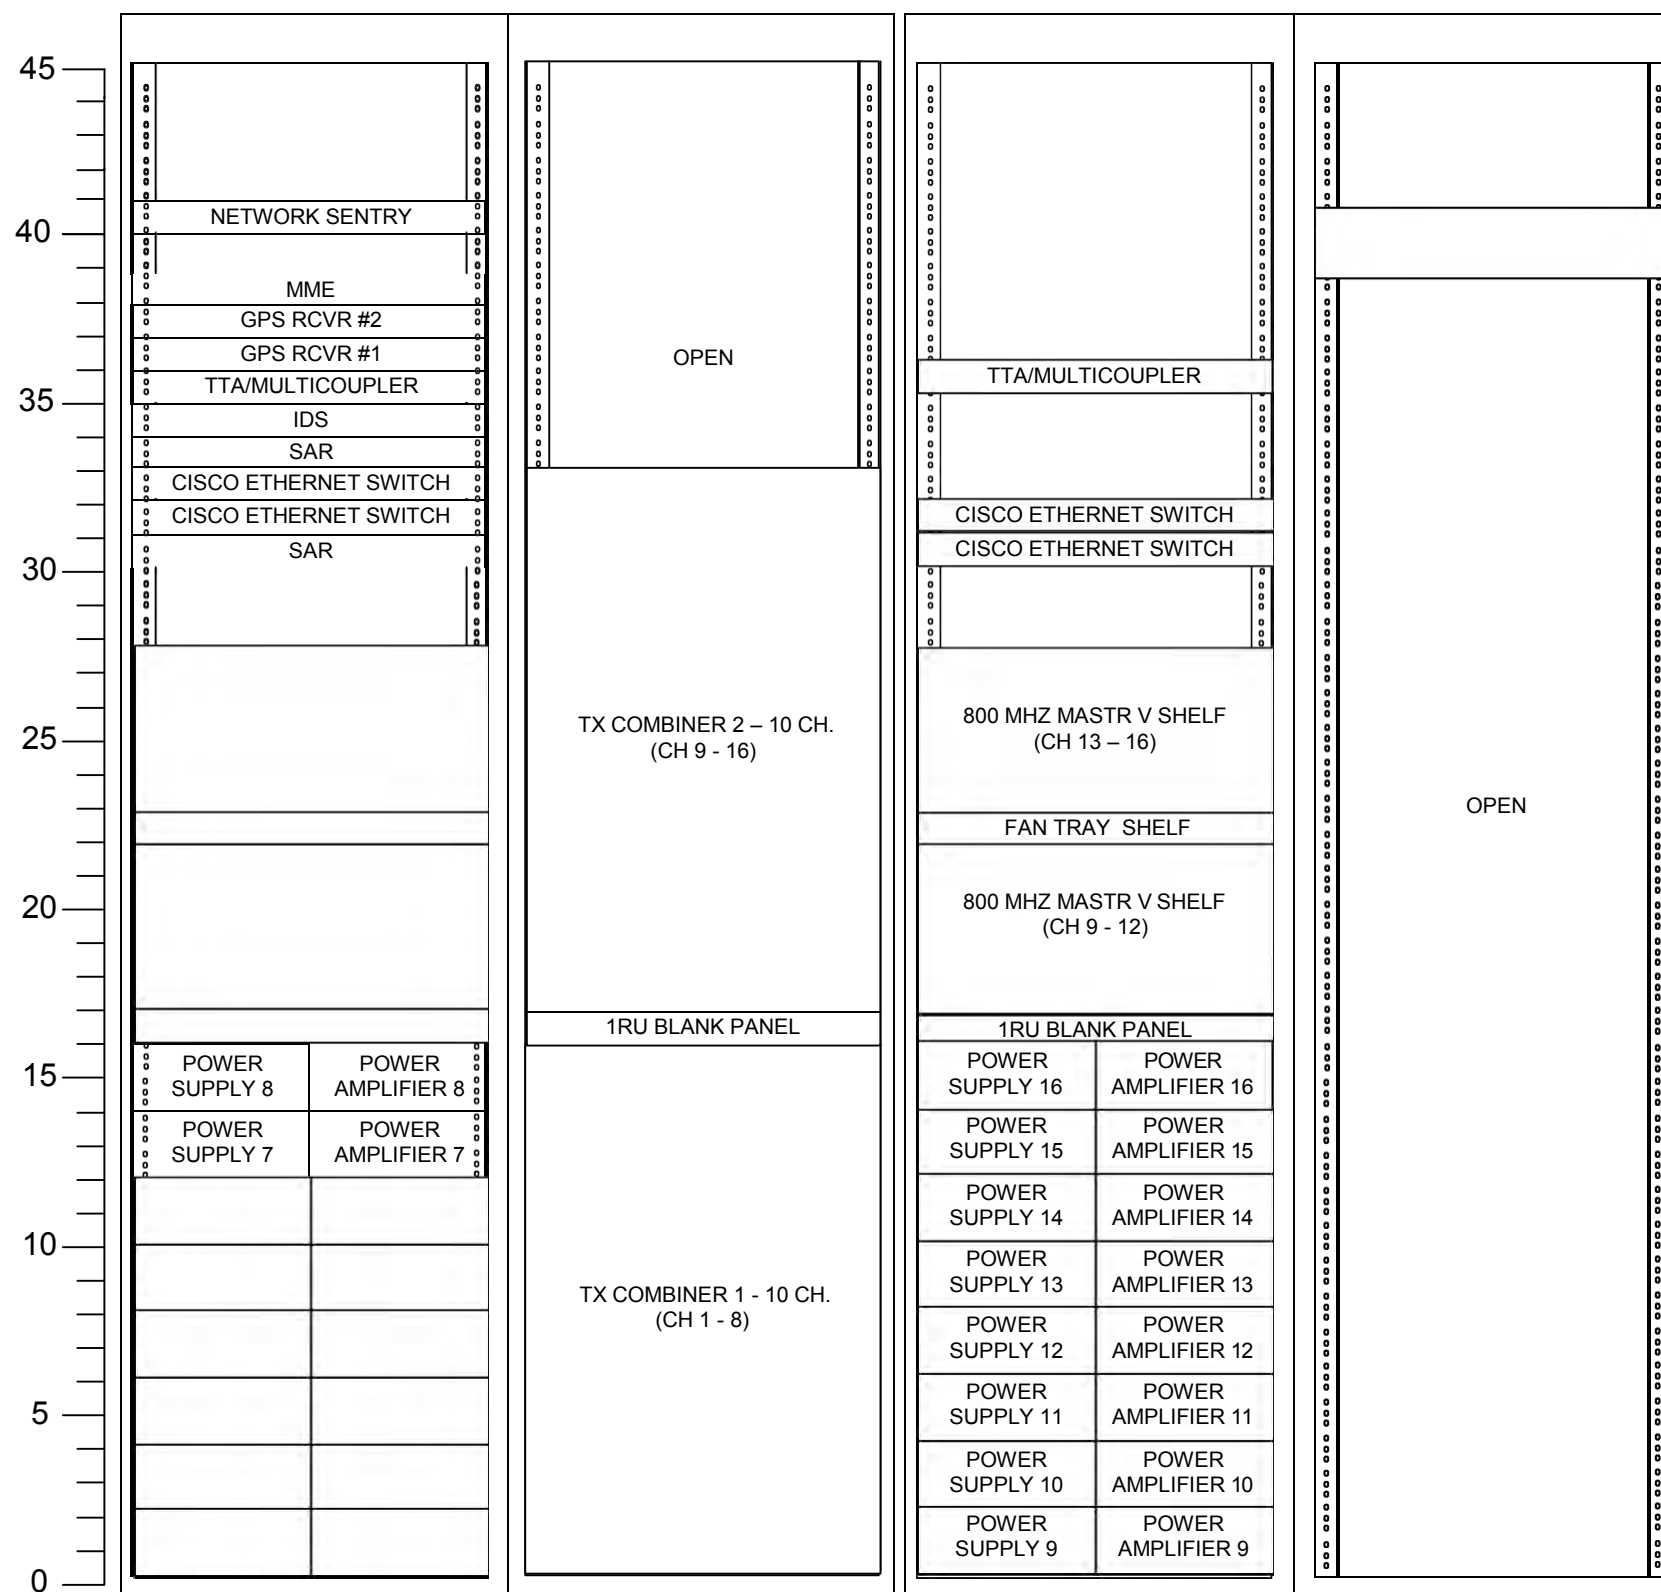 45
40
35
30
25
20
15
10
5
0
NETWORK SENTRY
MME
GPS RCVR #2
GPS RCVR #1
TTA/MULTICOUPLER
IDS
SAR
CISCO ETHERNET SWITCH
CISCO ETHERNET SWITCH
SAR
POWER
SUPPLY 8
POWER
AMPLIFIER 8
POWER
SUPPLY 7
POWER
AMPLIFIER 7
OPEN
TX COMBINER 2 – 10 CH.
(CH 9 - 16)
1RU BLANK PANEL
TX COMBINER 1 - 10 CH.
(CH 1 - 8)
TTA/MULTICOUPLER
CISCO ETHERNET SWITCH
CISCO ETHERNET SWITCH
800 MHZ MASTR V SHELF
(CH 13 – 16)
FAN TRAY SHELF
800 MHZ MASTR V SHELF
(CH 9 - 12)
1RU BLANK PANEL
POWER
SUPPLY 16
POWER
AMPLIFIER 16
POWER
SUPPLY 15
POWER
AMPLIFIER 15
POWER
SUPPLY 14
POWER
AMPLIFIER 14
POWER
SUPPLY 13
POWER
AMPLIFIER 13
POWER
SUPPLY 12
POWER
AMPLIFIER 12
POWER
SUPPLY 11
POWER
AMPLIFIER 11
POWER
SUPPLY 10
POWER
AMPLIFIER 10
POWER
SUPPLY 9
POWER
AMPLIFIER 9
OPEN